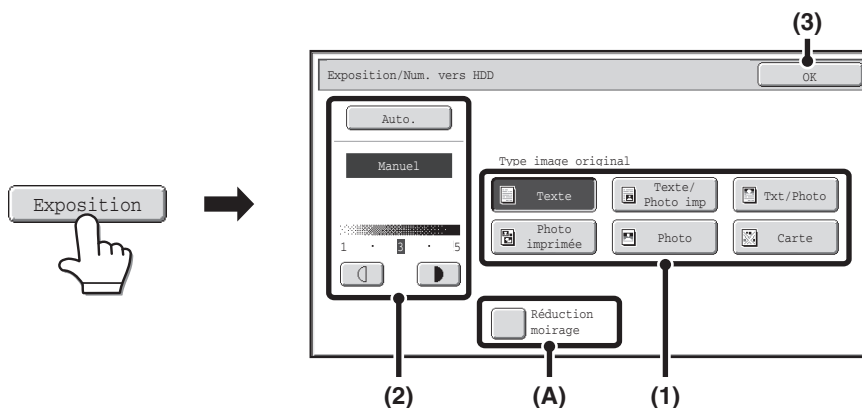 (3)
Exposition/Num. vers HDD
OK
Auto.
Manuel
1 · 3 · 5
Type image original
Texte
Texte/
Photo imp
Txt/Photo
Photo
imprimée
Photo
Carte
Exposition
Réduction
moirage
(2)
(A)
(1)